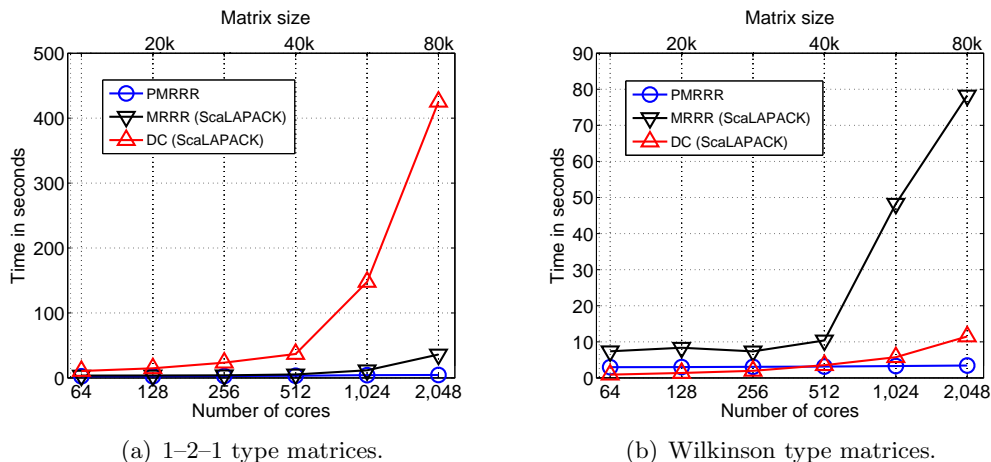 Matrix size
20k 40k 80k
500
400
300
200
100
0
Time in seconds
PMRRR
MRRR (ScaLAPACK)
DC (ScaLAPACK)
64 128 256 512 1,024 2,048
Number of cores
(a) 1–2–1 type matrices.
Matrix size
20k 40k 80k
90
80
70
60
50
40
30
20
10
0
Time in seconds
PMRRR
MRRR (ScaLAPACK)
DC (ScaLAPACK)
64 128 256 512 1,024 2,048
Number of cores
(b) Wilkinson type matrices.